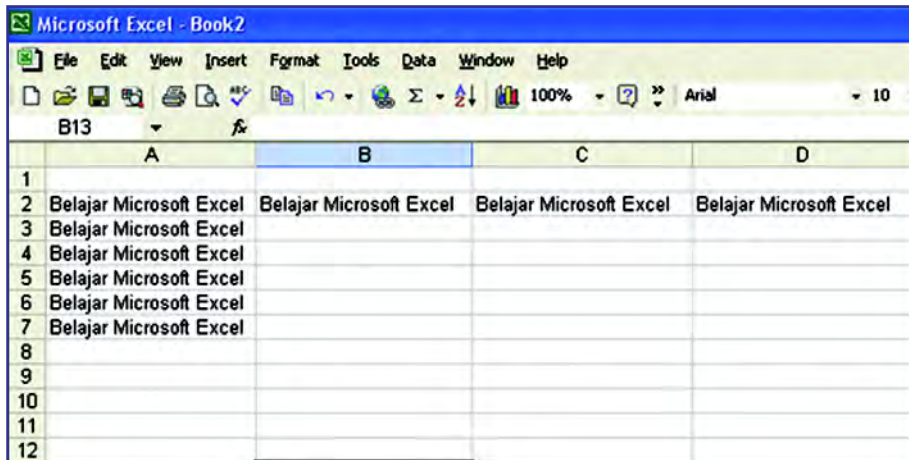 Microsoft Excel - Book2
File Edit View Insert Format Tools Data Window Help
ABC Σ A Z 100% ? » Arial 10
B13 fx
A B C D
1
2 Belajar Microsoft Excel Belajar Microsoft Excel Belajar Microsoft Excel Belajar Microsoft Excel
3 Belajar Microsoft Excel
4 Belajar Microsoft Excel
5 Belajar Microsoft Excel
6 Belajar Microsoft Excel
7 Belajar Microsoft Excel
8
9
10
11
12